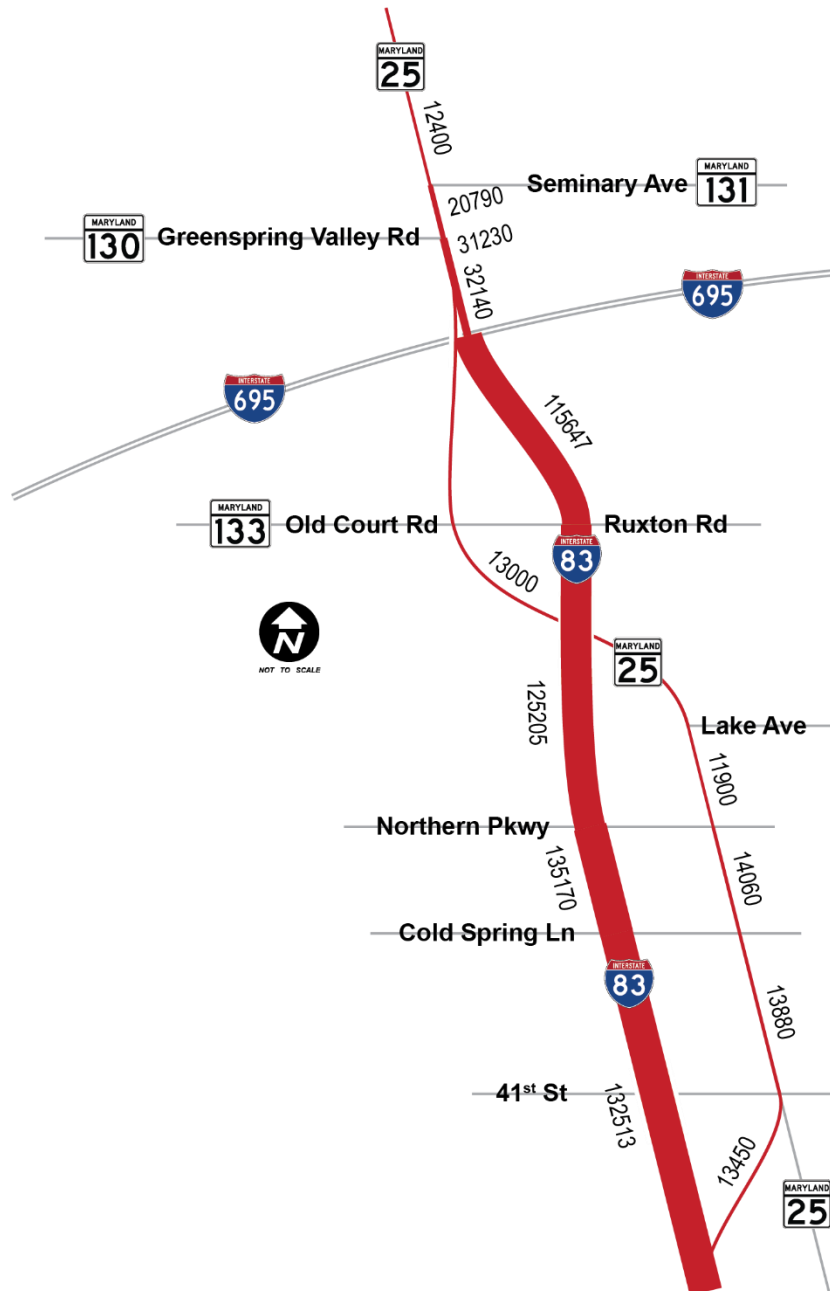 MARYLAND
25
12400
Seminary Ave
MARYLAND
131
20790
MARYLAND
130
Greenspring Valley Rd
31230
32140
INTERSTATE
695
INTERSTATE
695
115647
MARYLAND
133
Old Court Rd
Ruxton Rd
INTERSTATE
83
13000
N
NOT TO SCALE
MARYLAND
25
125205
Lake Ave
11900
Northern Pkwy
135170
14060
Cold Spring Ln
INTERSTATE
83
13880
41st St
132513
13450
MARYLAND
25